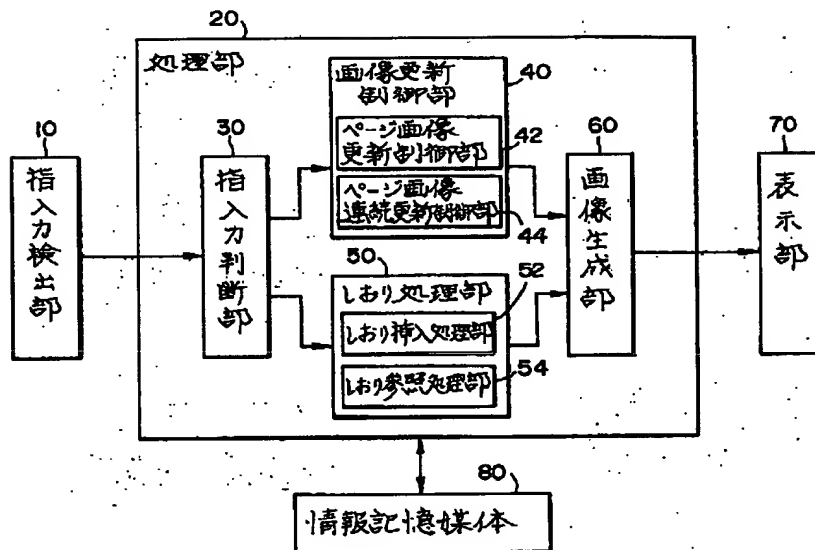 20
処理部
10
指入力検出部
30
指入力判断部
画像更新
制御部
40
ページ画像
更新制御部
42
ページ画像
連続更新制御部
44
50
しおり処理部
52
しおり挿入処理部
しおり参照処理部
54
60
画像生成部
70
表示部
80
情報記憶媒体